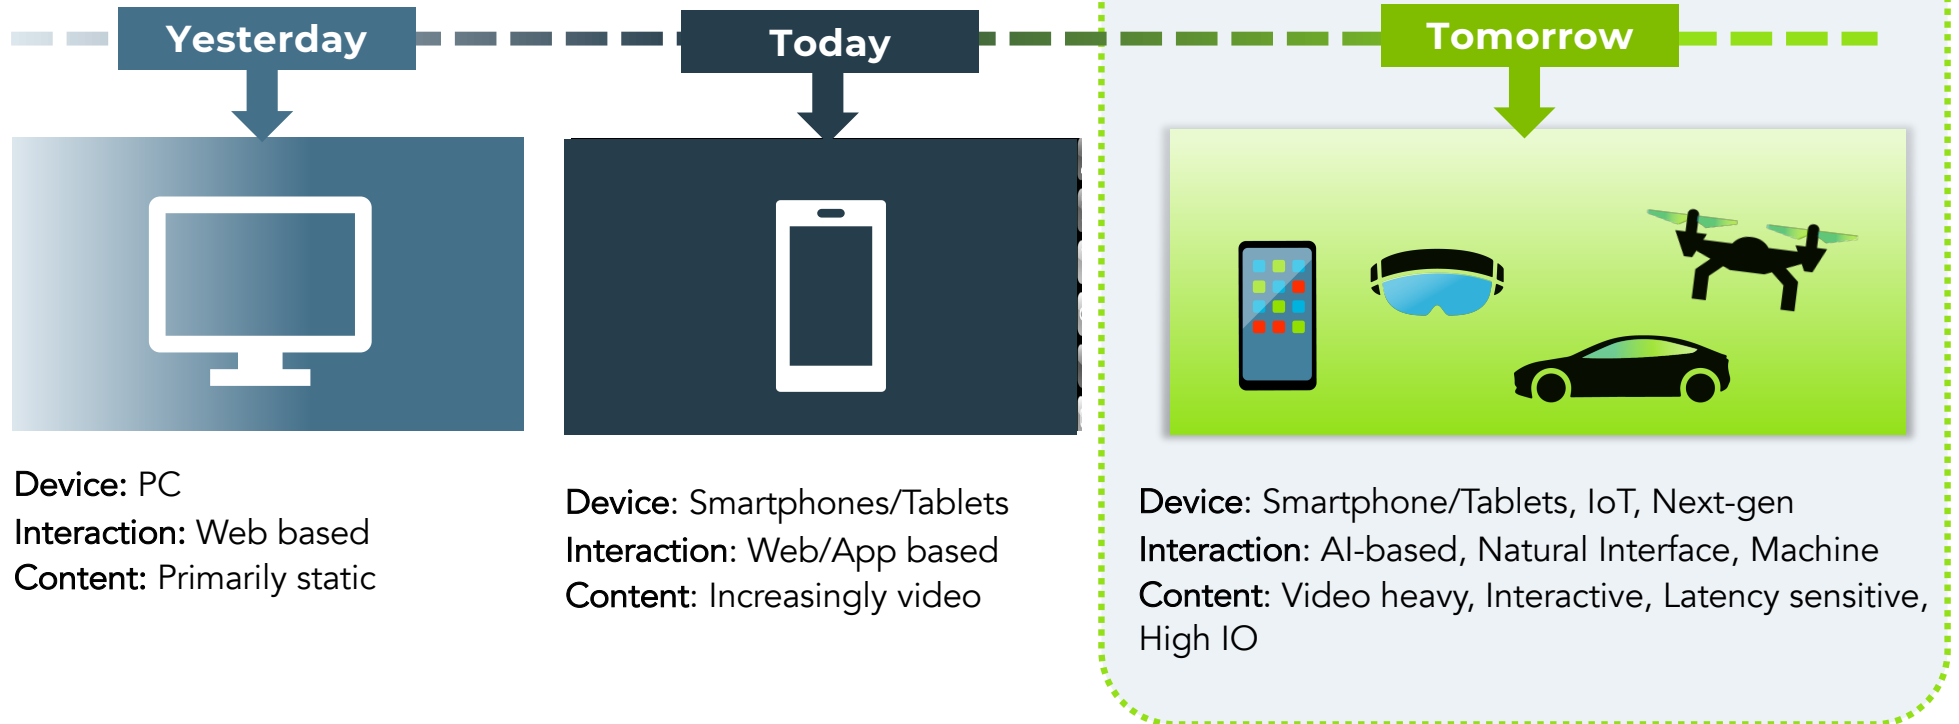 Yesterday
Today
Tomorrow
Device: PC
Interaction: Web based
Content: Primarily static
Device: Smartphones/Tablets
Interaction: Web/App based
Content: Increasingly video
Device: Smartphone/Tablets, IoT, Next-gen
Interaction: AI-based, Natural Interface, Machine
Content: Video heavy, Interactive, Latency sensitive,
High IO